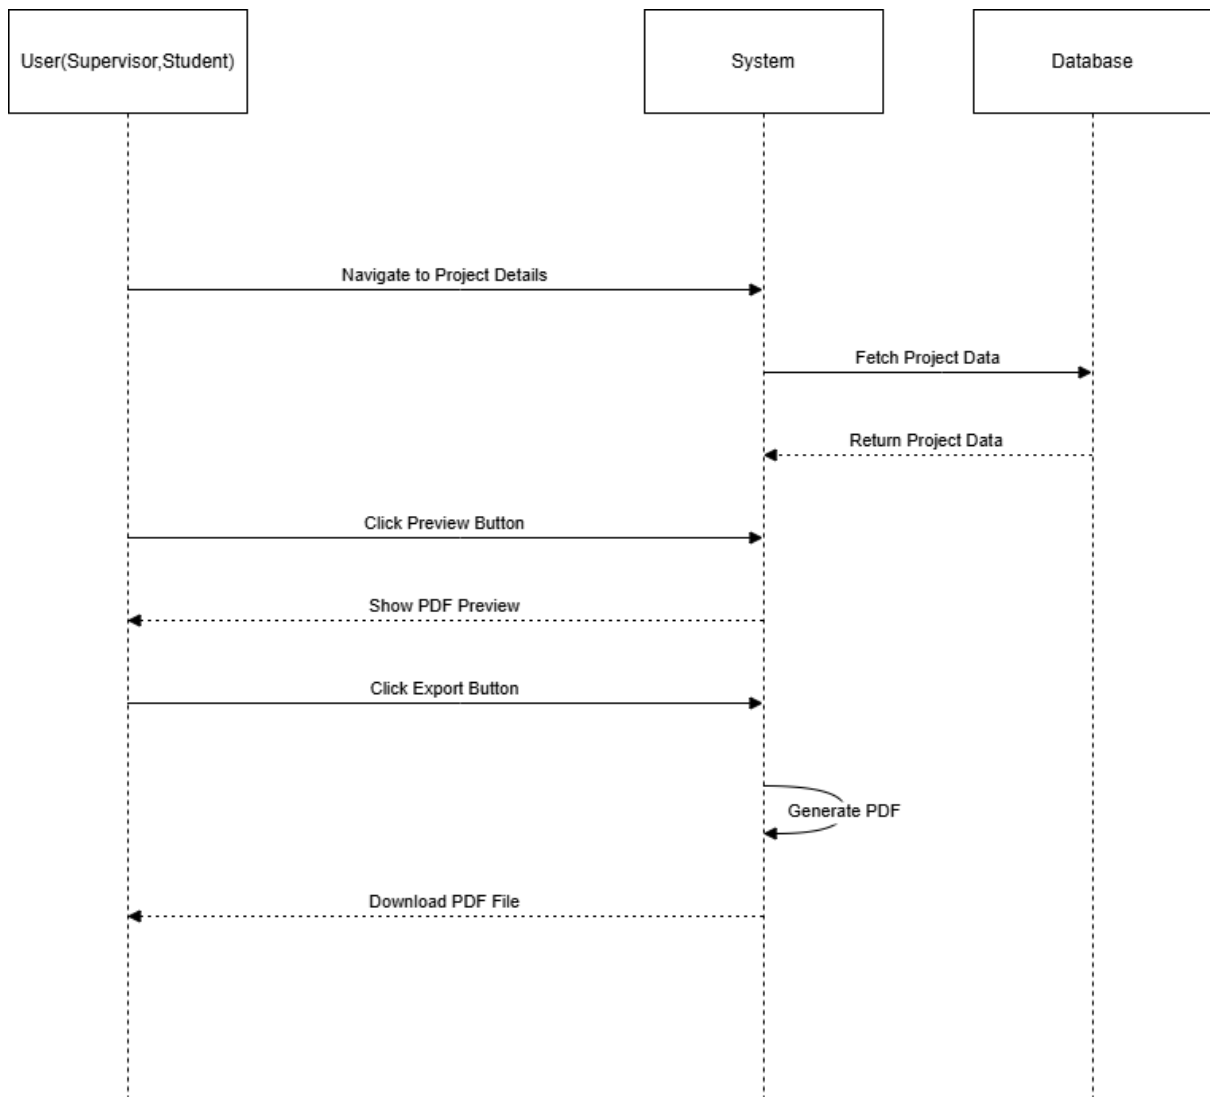 User(Supervisor,Student)
System
Database
Navigate to Project Details
Fetch Project Data
Return Project Data
Click Preview Button
Show PDF Preview
Click Export Button
Generate PDF
Download PDF File